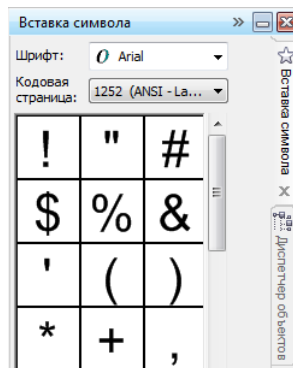 Вставка символа
Шрифт: O Arial
Кодовая страница: 1252 (ANSI - La...
! " #
$ % &
' ( )
* + ,
Вставка символа
Диспетчер объектов